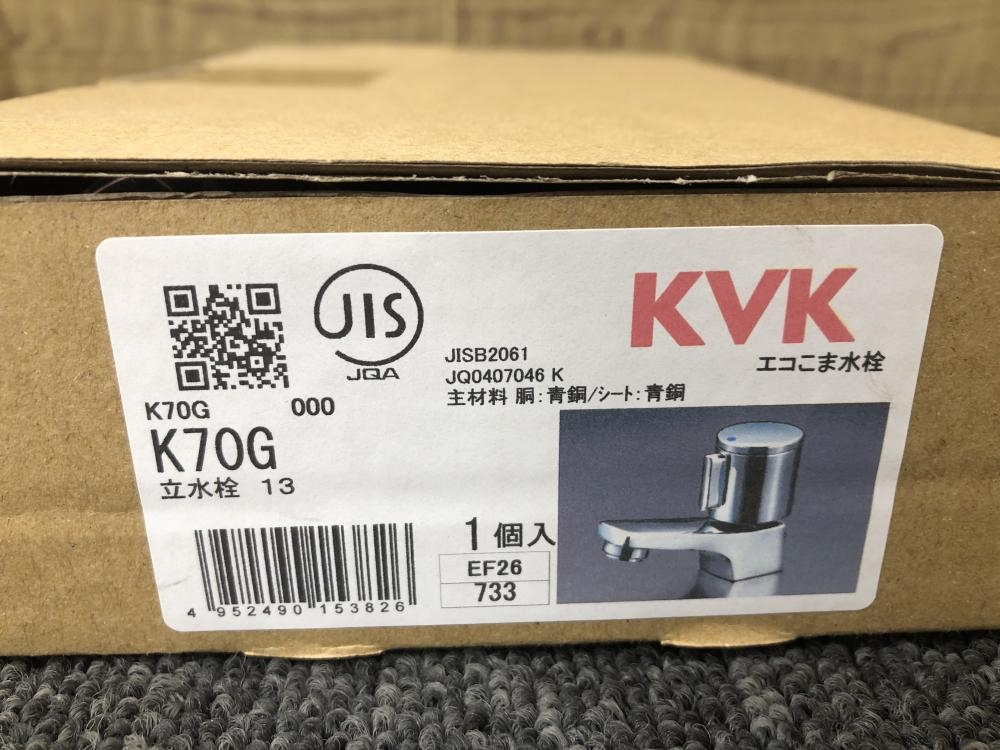 JIS
JQA
KVK
エコこま水栓
JISB2061
JQ0407046 K
主材料 胴:青銅/シート:青銅
K70G 000
K70G
立水栓 13
1個入
EF26
733
4 952490 153826